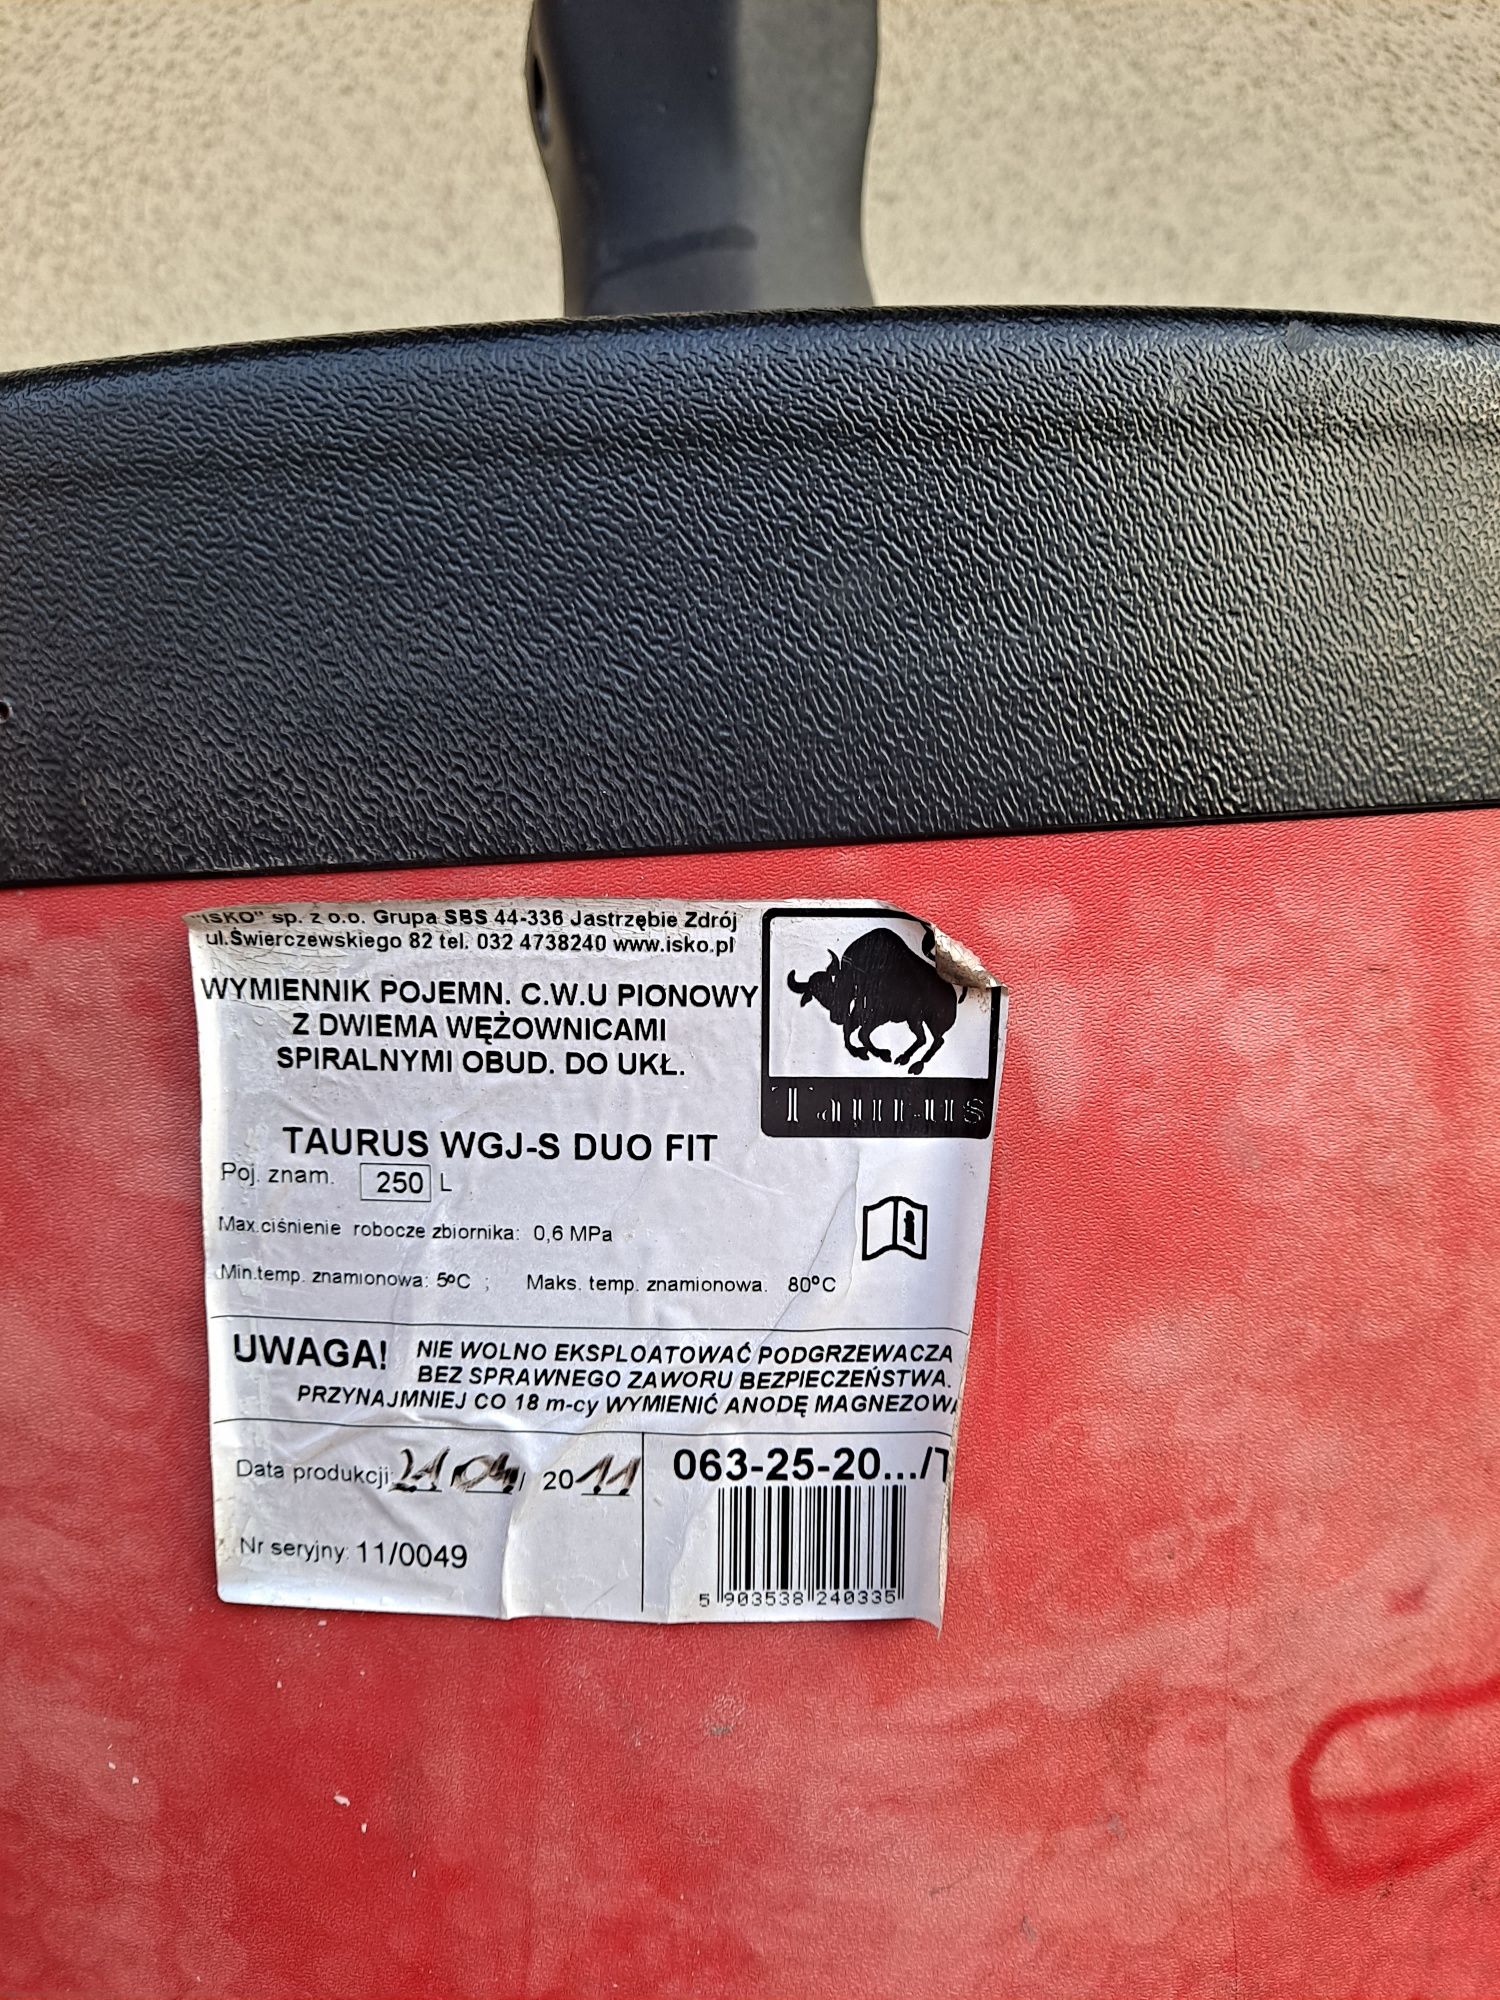 "ISKO" sp. z o.o. Grupa SBS 44-336 Jastrzębie Zdrój
ul.Świerczewskiego 82 tel. 032 4738240 www.isko.pl
WYMIENNIK POJEMN. C.W.U PIONOWY
Z DWIEMA WĘŻOWNICAMI
SPIRALNYMI OBUD. DO UKŁ.
Taurus
TAURUS WGJ-S DUO FIT
Poj. znam. 250 L
Max.ciśnienie robocze zbiornika: 0,6 MPa
Min.temp. znamionowa: 5ºC ; Maks. temp. znamionowa. 80ºC
UWAGA! NIE WOLNO EKSPLOATOWAĆ PODGRZEWACZA
BEZ SPRAWNEGO ZAWORU BEZPIECZEŃSTWA.
PRZYNAJMNIEJ CO 18 m-cy WYMIENIĆ ANODĘ MAGNEZOW
Data produkcji: 21/04/2011
Nr seryjny: 11/0049
063-25-20.../T
5 903538 240335